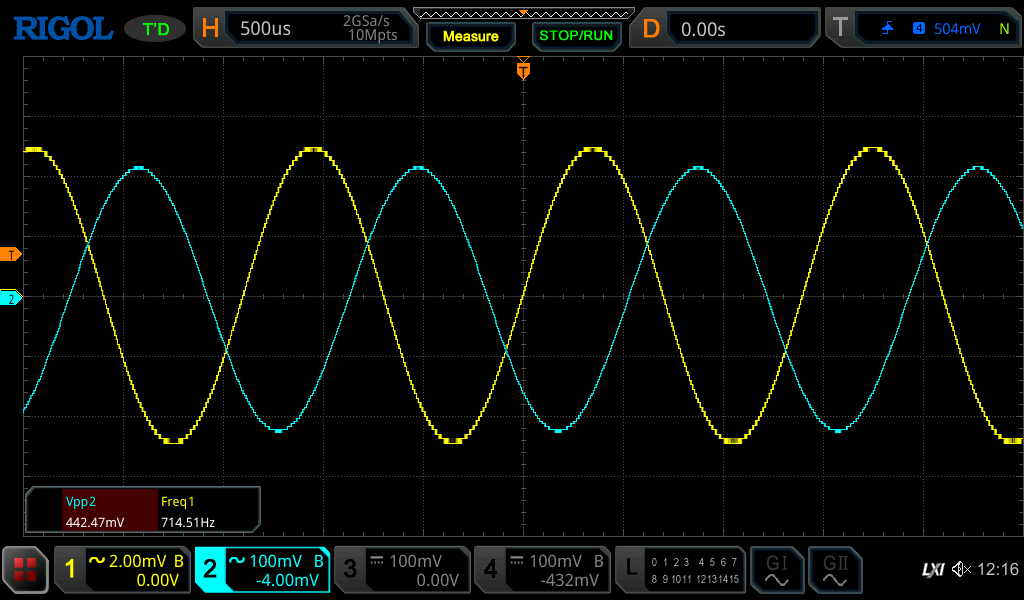 RIGOL T'D H 500us 2GSa/s 10Mpts Measure STOP/RUN D 0.00s T 4 504mV N
T
T
2
Vpp2 Freq1
442.47mV 714.51Hz
1 2.00mV B 0.00V
2 100mV B -4.00mV
3 100mV 0.00V
4 100mV B -432mV
L 0 1 2 3 4 5 6 7
8 9 10 11 12 13 14 15
GI GII
LXI 12:16